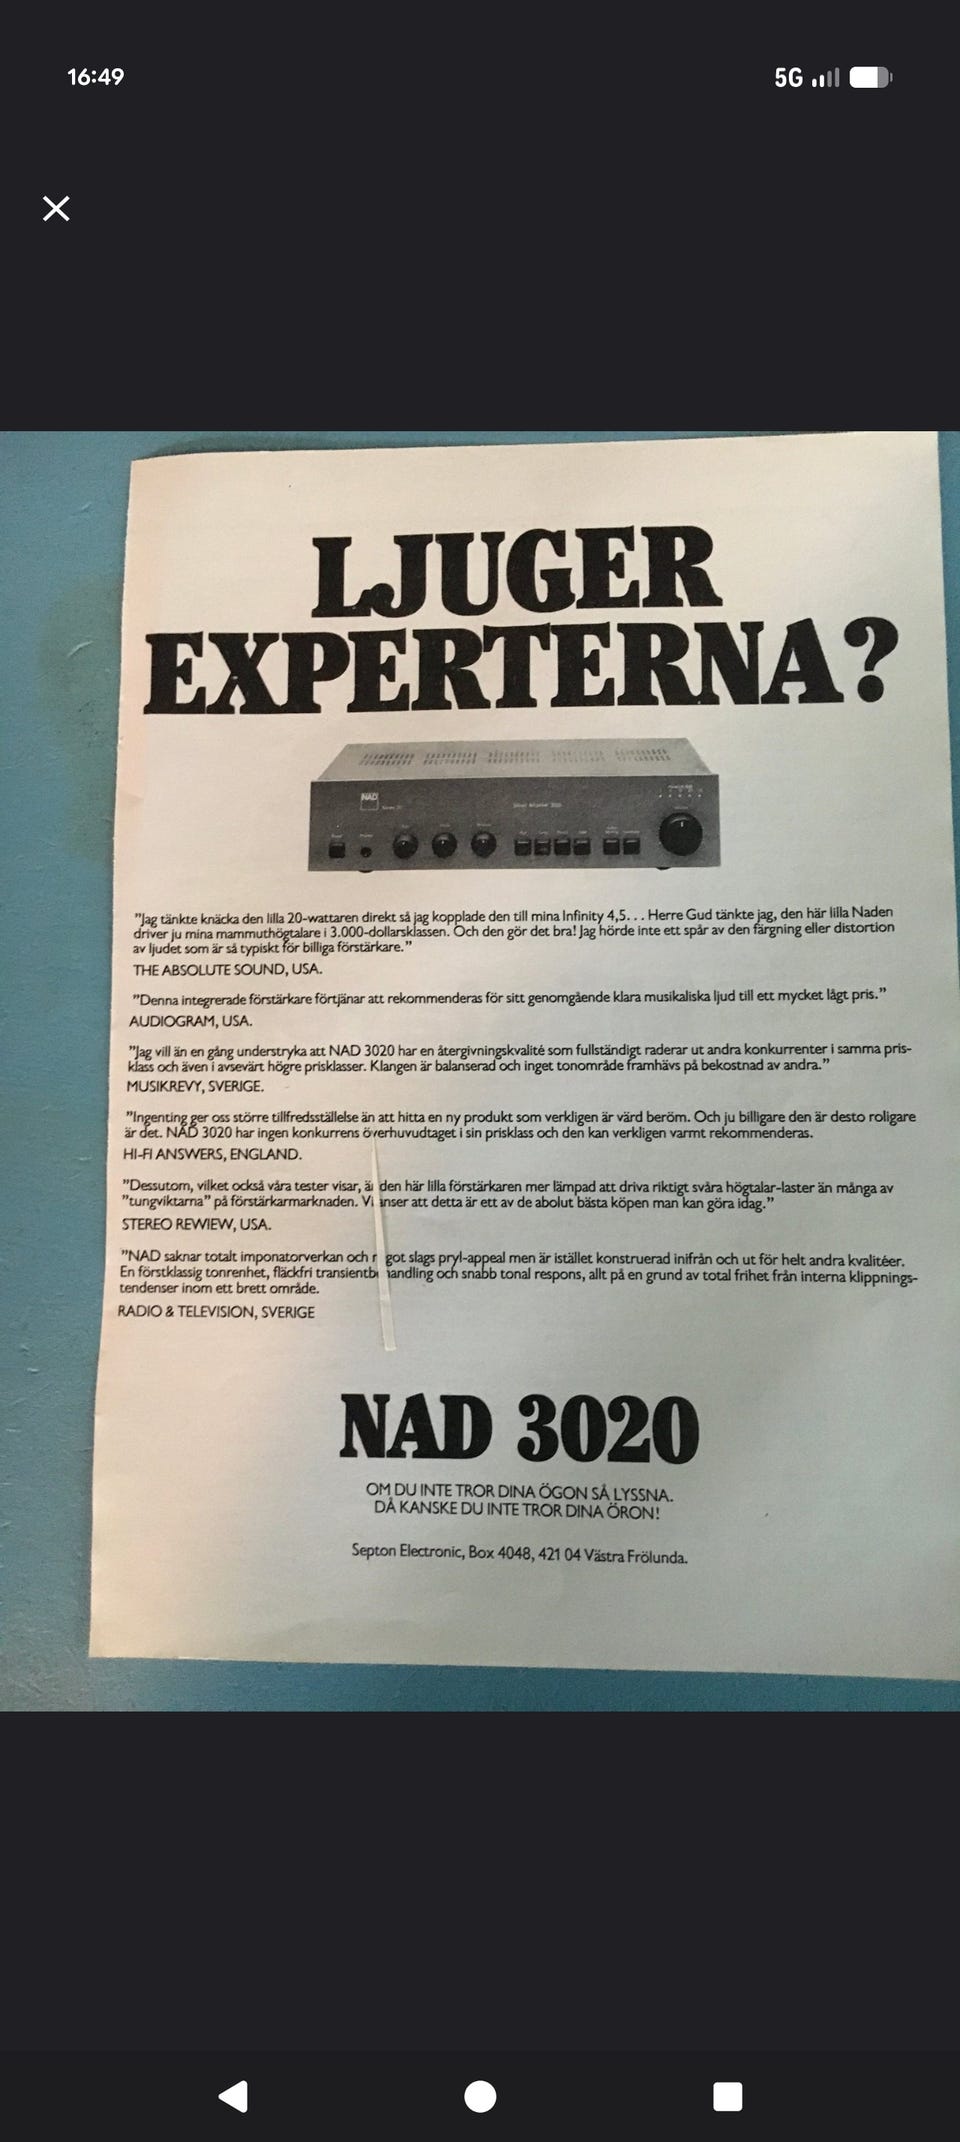 16:49
5G
LJUGER
EXPERTERNA?
NAD
"Jag tänkte knäcka den lilla 20-wattaren direkt så jag kopplade den till mina Infinity 4,5... Herre Gud tänkte jag, den här lilla Naden
driver ju mina mammuthögtalare i 3.000-dollarsklassen. Och den gör det bra! Jag hörde inte ett spår av den färgning eller distortion
av ljudet som är så typiskt för billiga förstärkare."
THE ABSOLUTE SOUND, USA.
"Denna integrerade förstärkare förtjänar att rekommenderas för sitt genomgående klara musikaliska ljud till ett mycket lågt pris."
AUDIOGRAM, USA.
"Jag vill än en gång understryka att NAD 3020 har en återgivningskvalité som fullständigt raderar ut andra konkurrenter i samma pris-
klass och även i avsevärt högre prisklasser. Klangen är balanserad och inget tonområde framhävs på bekostnad av andra."
MUSIKREVY, SVERIGE.
"Ingenting ger oss större tillfredsställelse än att hitta en ny produkt som verkligen är värd beröm. Och ju billigare den är desto roligare
är det. NAD 3020 har ingen konkurrens överhuvudtaget i sin prisklass och den kan verkligen varmt rekommenderas.
HI-FI ANSWERS, ENGLAND.
"Dessutom, vilket också våra tester visar, är den här lilla förstärkaren mer lämpad att driva riktigt svåra högtalar-laster än många av
"tungviktarna" på förstärkarmarknaden. Vi anser att detta är ett av de abolut bästa köpen man kan göra idag."
STEREO REWIEW, USA.
"NAD saknar totalt imponatorverkan och något slags pryl-appeal men är istället konstruerad inifrån och ut för helt andra kvalitéer.
En förstklassig tonrenhet, fläckfri transientbehandling och snabb tonal respons, allt på en grund av total frihet från interna klippnings-
tendenser inom ett brett område.
RADIO & TELEVISION, SVERIGE
NAD 3020
OM DU INTE TROR DINA ÖGON SÅ LYSSNA.
DÅ KANSKE DU INTE TROR DINA ÖRON!
Septon Electronic, Box 4048, 421 04 Västra Frölunda.